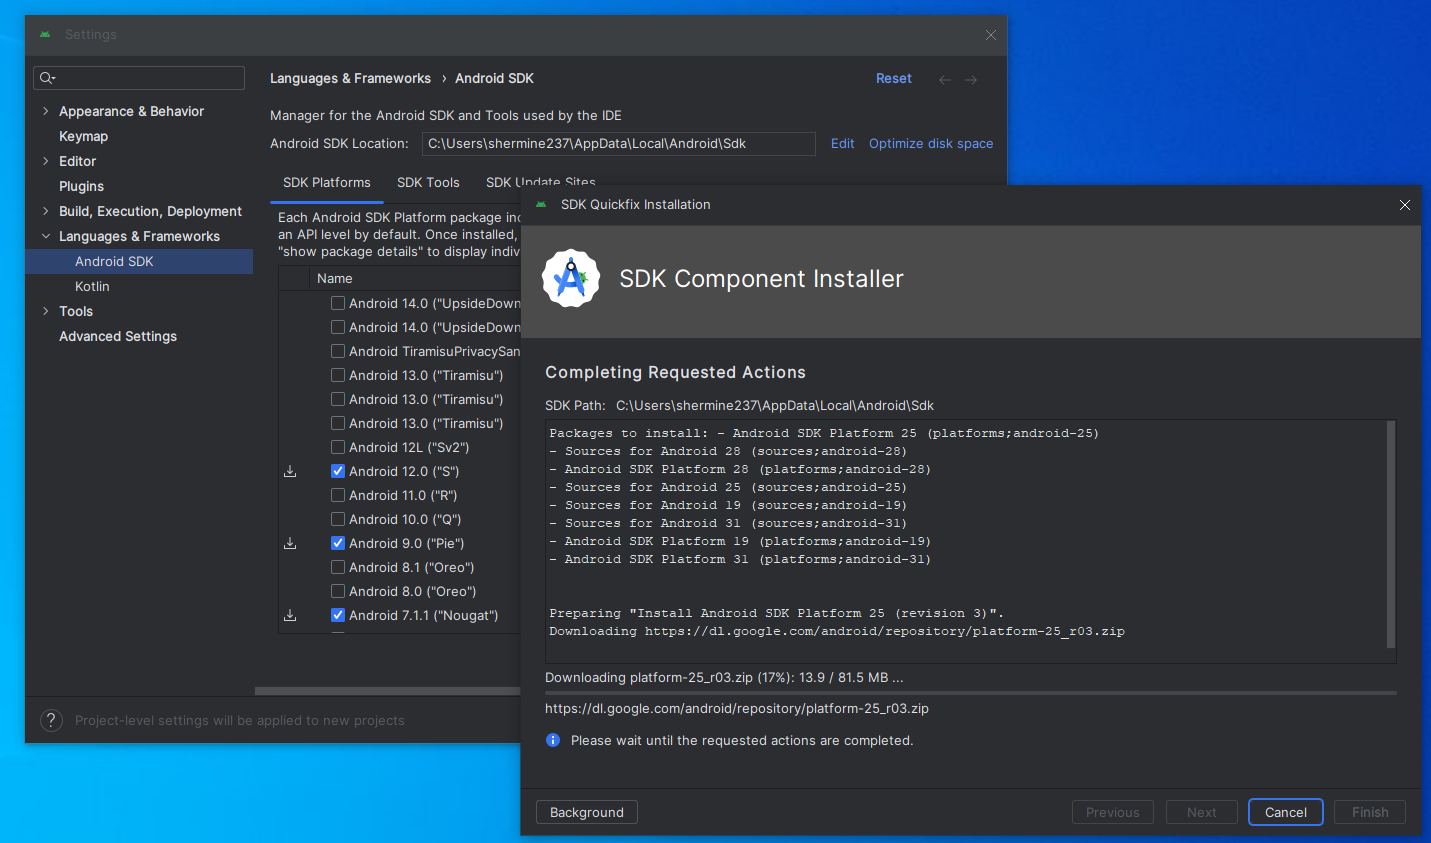 Settings
Languages & Frameworks › Android SDK
Reset
Appearance & Behavior
Keymap
Editor
Plugins
Build, Execution, Deployment
Languages & Frameworks
Android SDK
Kotlin
Tools
Advanced Settings
Manager for the Android SDK and Tools used by the IDE
Android SDK Location: C:\Users\shermine237\AppData\Local\Android\Sdk Edit Optimize disk space
SDK Platforms SDK Tools SDK Update Sites
Each Android SDK Platform package inc
an API level by default. Once installed,
"show package details" to display indiv
Name
Android 14.0 ("UpsideDown
Android 14.0 ("UpsideDown
Android TiramisuPrivacySan
Android 13.0 ("Tiramisu")
Android 13.0 ("Tiramisu")
Android 13.0 ("Tiramisu")
Android 12L ("Sv2")
Android 12.0 ("S")
Android 11.0 ("R")
Android 10.0 ("Q")
Android 9.0 ("Pie")
Android 8.1 ("Oreo")
Android 8.0 ("Oreo")
Android 7.1.1 ("Nougat")
? Project-level settings will be applied to new projects
SDK Quickfix Installation
SDK Component Installer
Completing Requested Actions
SDK Path: C:\Users\shermine237\AppData\Local\Android\Sdk
Packages to install: - Android SDK Platform 25 (platforms;android-25)
- Sources for Android 28 (sources;android-28)
- Android SDK Platform 28 (platforms;android-28)
- Sources for Android 25 (sources;android-25)
- Sources for Android 19 (sources;android-19)
- Sources for Android 31 (sources;android-31)
- Android SDK Platform 19 (platforms;android-19)
- Android SDK Platform 31 (platforms;android-31)
Preparing "Install Android SDK Platform 25 (revision 3)".
Downloading https://dl.google.com/android/repository/platform-25_r03.zip
Downloading platform-25_r03.zip (17%): 13.9 / 81.5 MB ...
https://dl.google.com/android/repository/platform-25_r03.zip
Please wait until the requested actions are completed.
Background Previous Next Cancel Finish